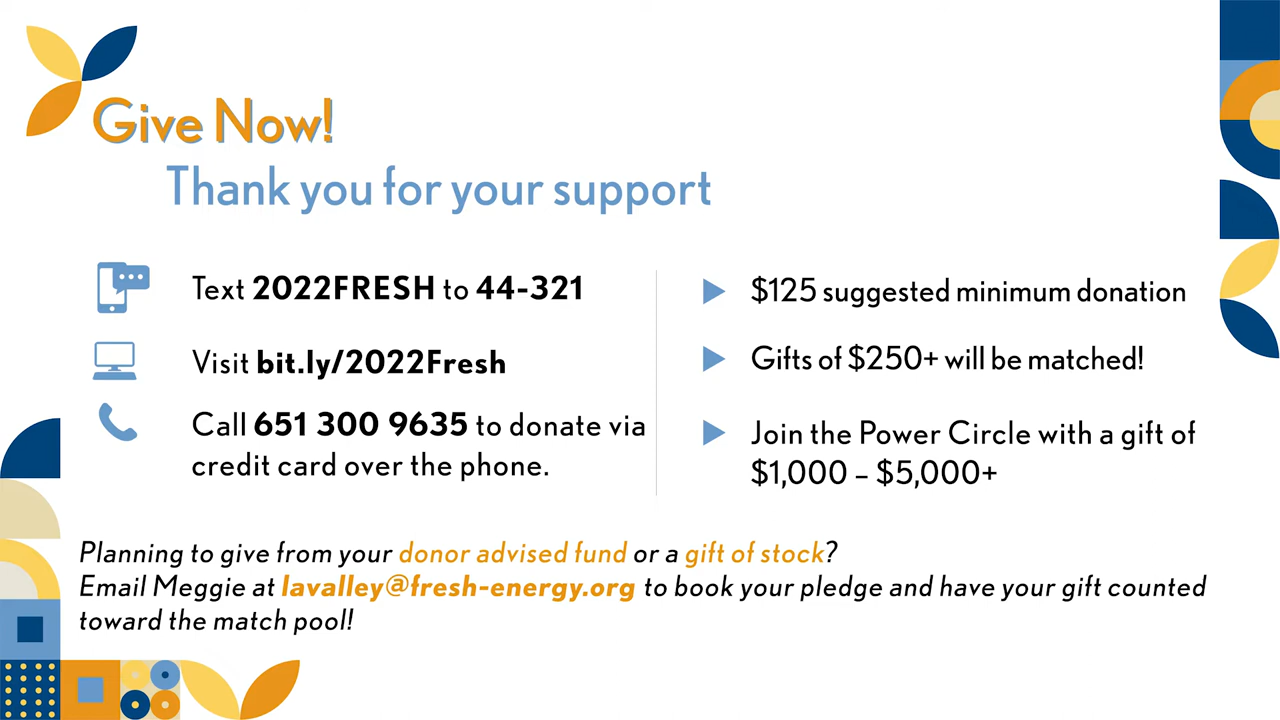 Give Now!
Thank you for your support
Text 2022FRESH to 44-321
Visit bit.ly/2022Fresh
Call 651 300 9635 to donate via
credit card over the phone.
$125 suggested minimum donation
Gifts of $250+ will be matched!
Join the Power Circle with a gift of
$1,000 – $5,000+
Planning to give from your donor advised fund or a gift of stock?
Email Meggie at lavalley@fresh-energy.org to book your pledge and have your gift counted
toward the match pool!